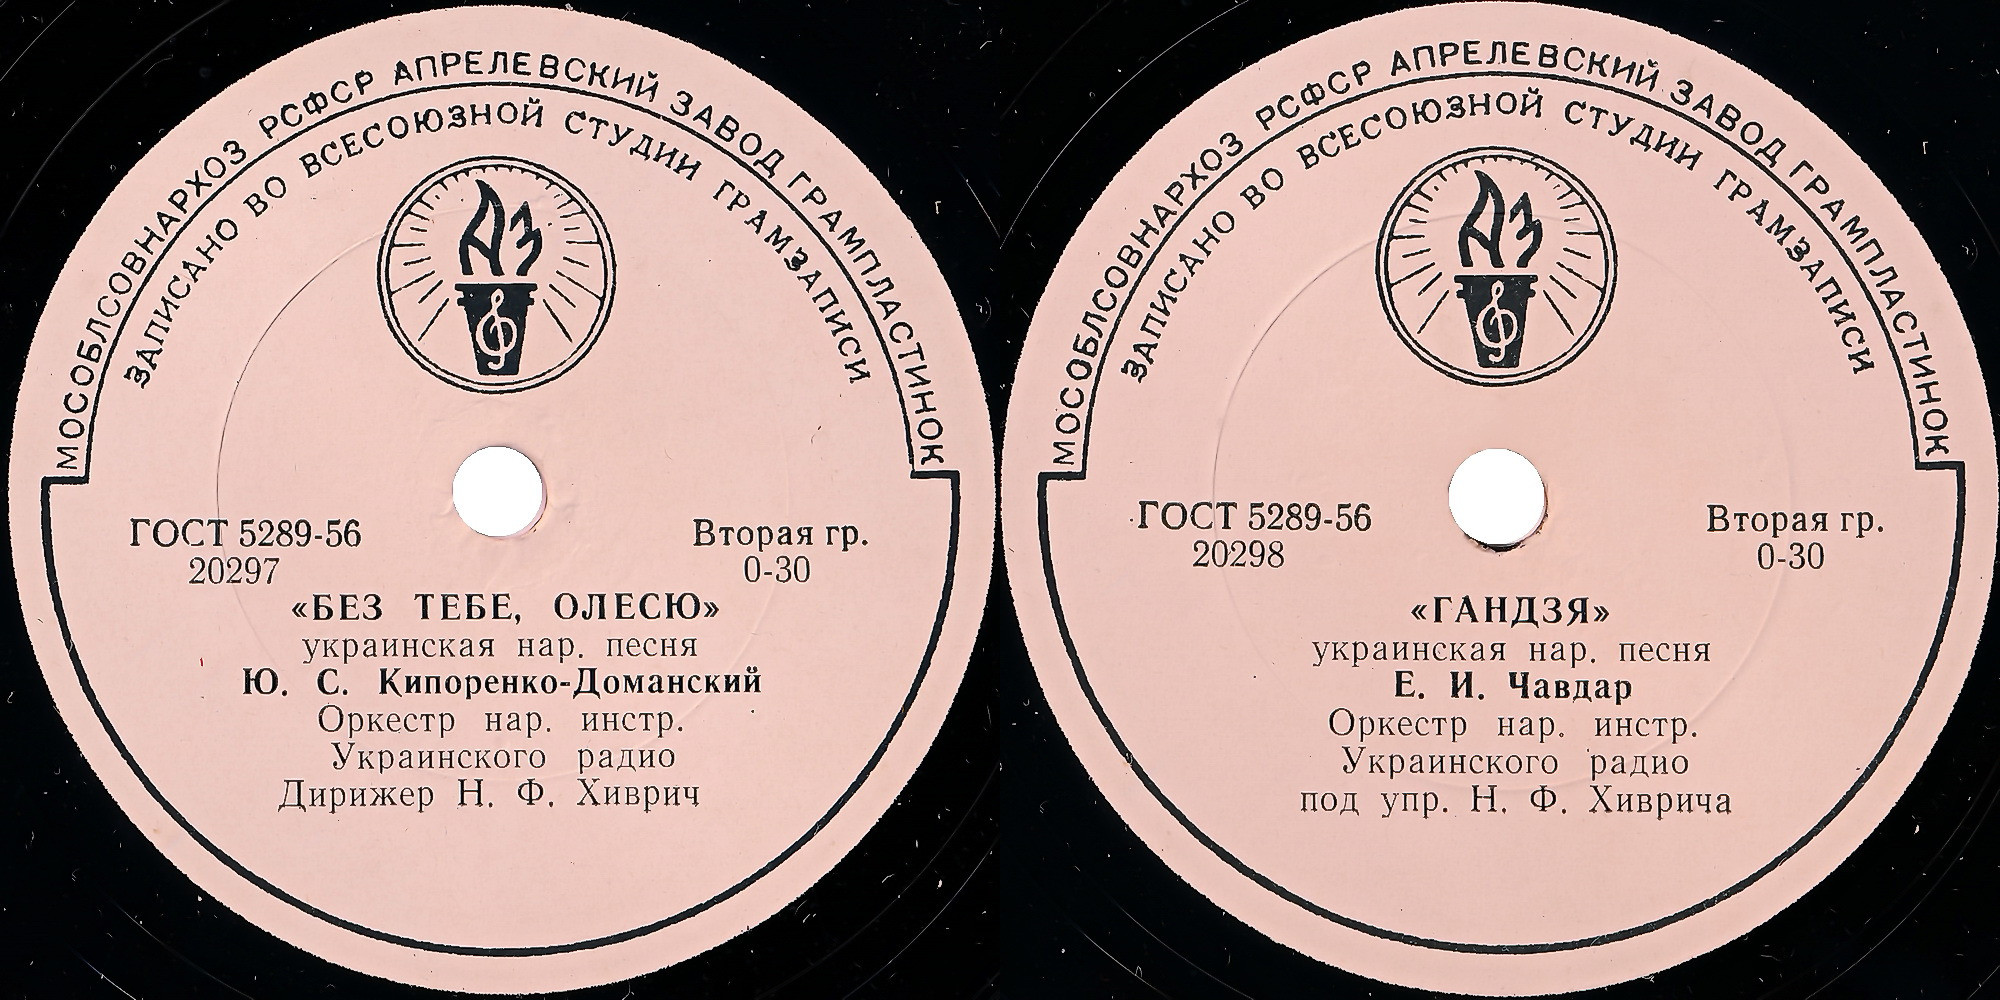 МОСОБЛСОВНАРХОЗ РСФСР АПРЕЛЕВСКИЙ ЗАВОД ГРАМПЛАСТИНОК
ЗАПИСАНО ВО ВСЕСОЮЗНОЙ СТУДИИ ГРАМЗАПИСИ
АЗ
ГОСТ 5289-56
20297
Вторая гр.
0-30
«БЕЗ ТЕБЕ, ОЛЕСЮ»
украинская нар. песня
Ю. С. Кипоренко-Доманский
Оркестр нар. инстр.
Украинского радио
Дирижер Н. Ф. Хиврич
МОСОБЛСОВНАРХОЗ РСФСР АПРЕЛЕВСКИЙ ЗАВОД ГРАМПЛАСТИНОК
ЗАПИСАНО ВО ВСЕСОЮЗНОЙ СТУДИИ ГРАМЗАПИСИ
АЗ
ГОСТ 5289-56
20298
Вторая гр.
0-30
«ГАНДЗЯ»
украинская нар. песня
Е. И. Чавдар
Оркестр нар. инстр.
Украинского радио
под упр. Н. Ф. Хиврича